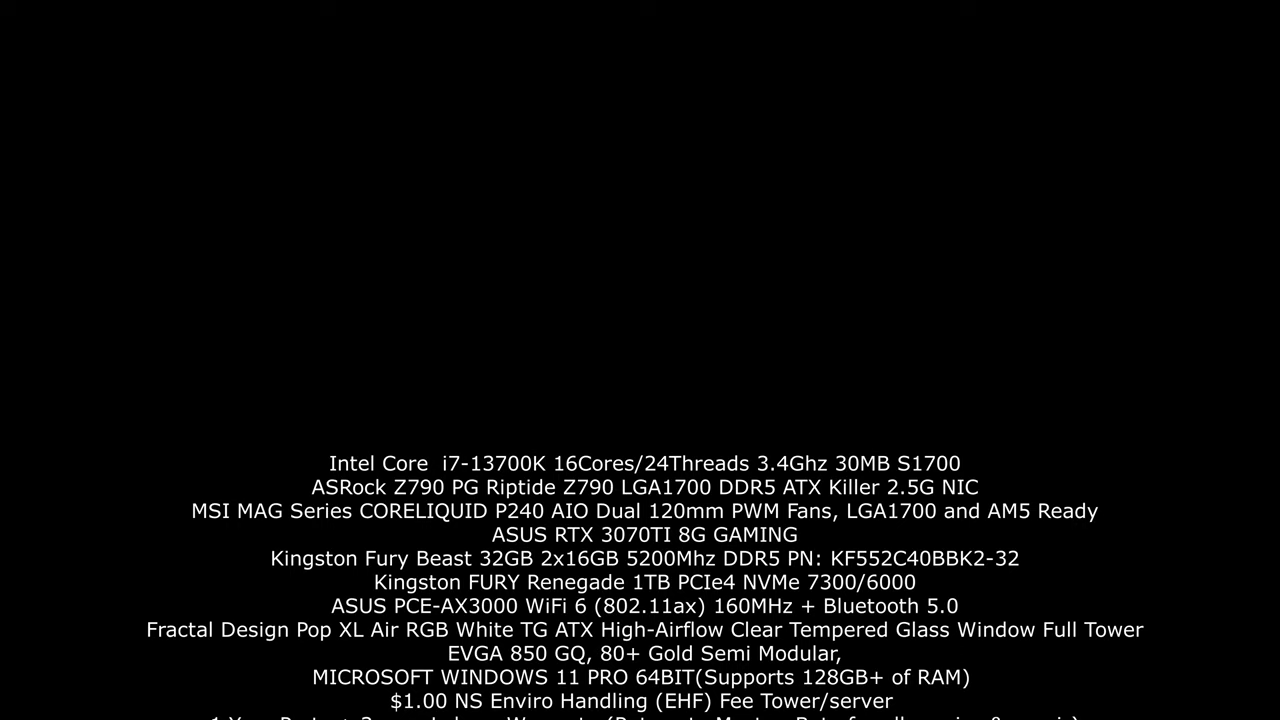 Intel Core  i7-13700K 16Cores/24Threads 3.4Ghz 30MB S1700
ASRock Z790 PG Riptide Z790 LGA1700 DDR5 ATX Killer 2.5G NIC
MSI MAG Series CORELIQUID P240 AIO Dual 120mm PWM Fans, LGA1700 and AM5 Ready
ASUS RTX 3070TI 8G GAMING
Kingston Fury Beast 32GB 2x16GB 5200Mhz DDR5 PN: KF552C40BBK2-32
Kingston FURY Renegade 1TB PCIe4 NVMe 7300/6000
ASUS PCE-AX3000 WiFi 6 (802.11ax) 160MHz + Bluetooth 5.0
Fractal Design Pop XL Air RGB White TG ATX High-Airflow Clear Tempered Glass Window Full Tower
EVGA 850 GQ, 80+ Gold Semi Modular,
MICROSOFT WINDOWS 11 PRO 64BIT(Supports 128GB+ of RAM)
$1.00 NS Enviro Handling (EHF) Fee Tower/server